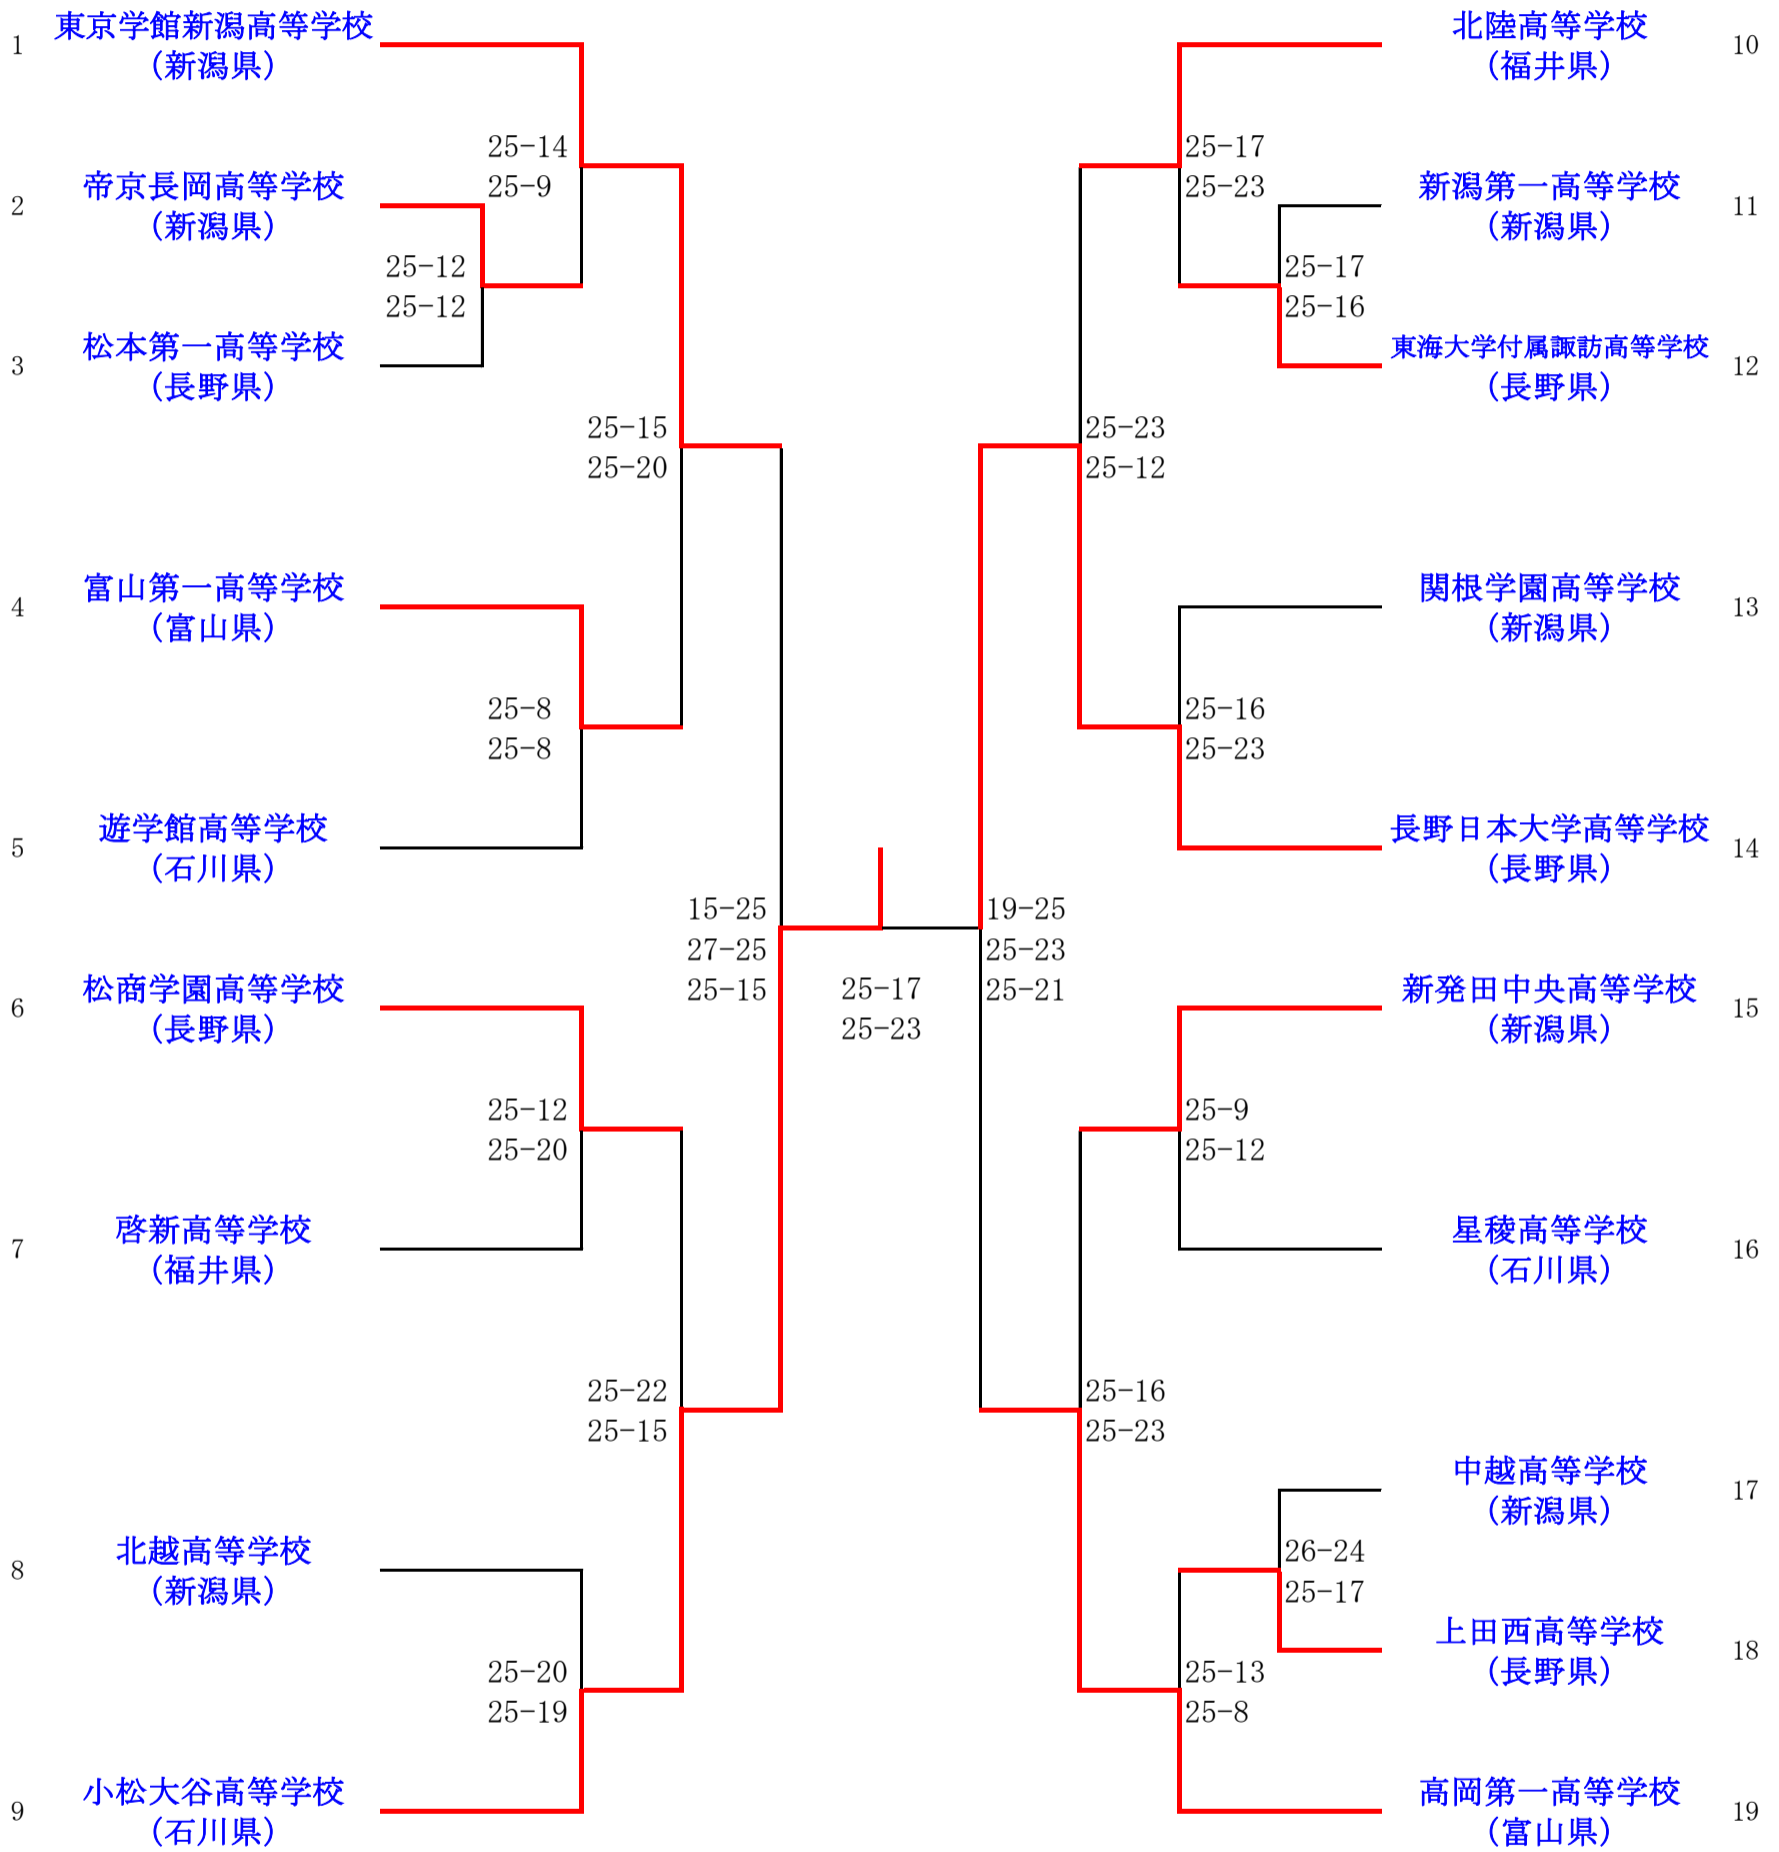 1
東京学館新潟高等学校
（新潟県）
2
帝京長岡高等学校
（新潟県）
3
松本第一高等学校
（長野県）
4
富山第一高等学校
（富山県）
5
遊学館高等学校
（石川県）
6
松商学園高等学校
（長野県）
7
啓新高等学校
（福井県）
8
北越高等学校
（新潟県）
9
小松大谷高等学校
（石川県）
25-14
25-9
25-12
25-12
25-15
25-20
25-8
25-8
15-25
27-25
25-15
25-12
25-20
25-22
25-15
25-20
25-19
25-17
25-23
25-17
25-23
25-17
25-16
25-23
25-12
25-16
25-23
19-25
25-23
25-21
25-9
25-12
25-16
25-23
26-24
25-17
25-13
25-8
北陸高等学校
（福井県）
10
新潟第一高等学校
（新潟県）
11
東海大学付属諏訪高等学校
（長野県）
12
関根学園高等学校
（新潟県）
13
長野日本大学高等学校
（長野県）
14
新発田中央高等学校
（新潟県）
15
星稜高等学校
（石川県）
16
中越高等学校
（新潟県）
17
上田西高等学校
（長野県）
18
高岡第一高等学校
（富山県）
19